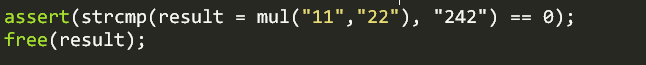 assert(strcmp(result = mul("11","22"), "242") == 0);
free(result);